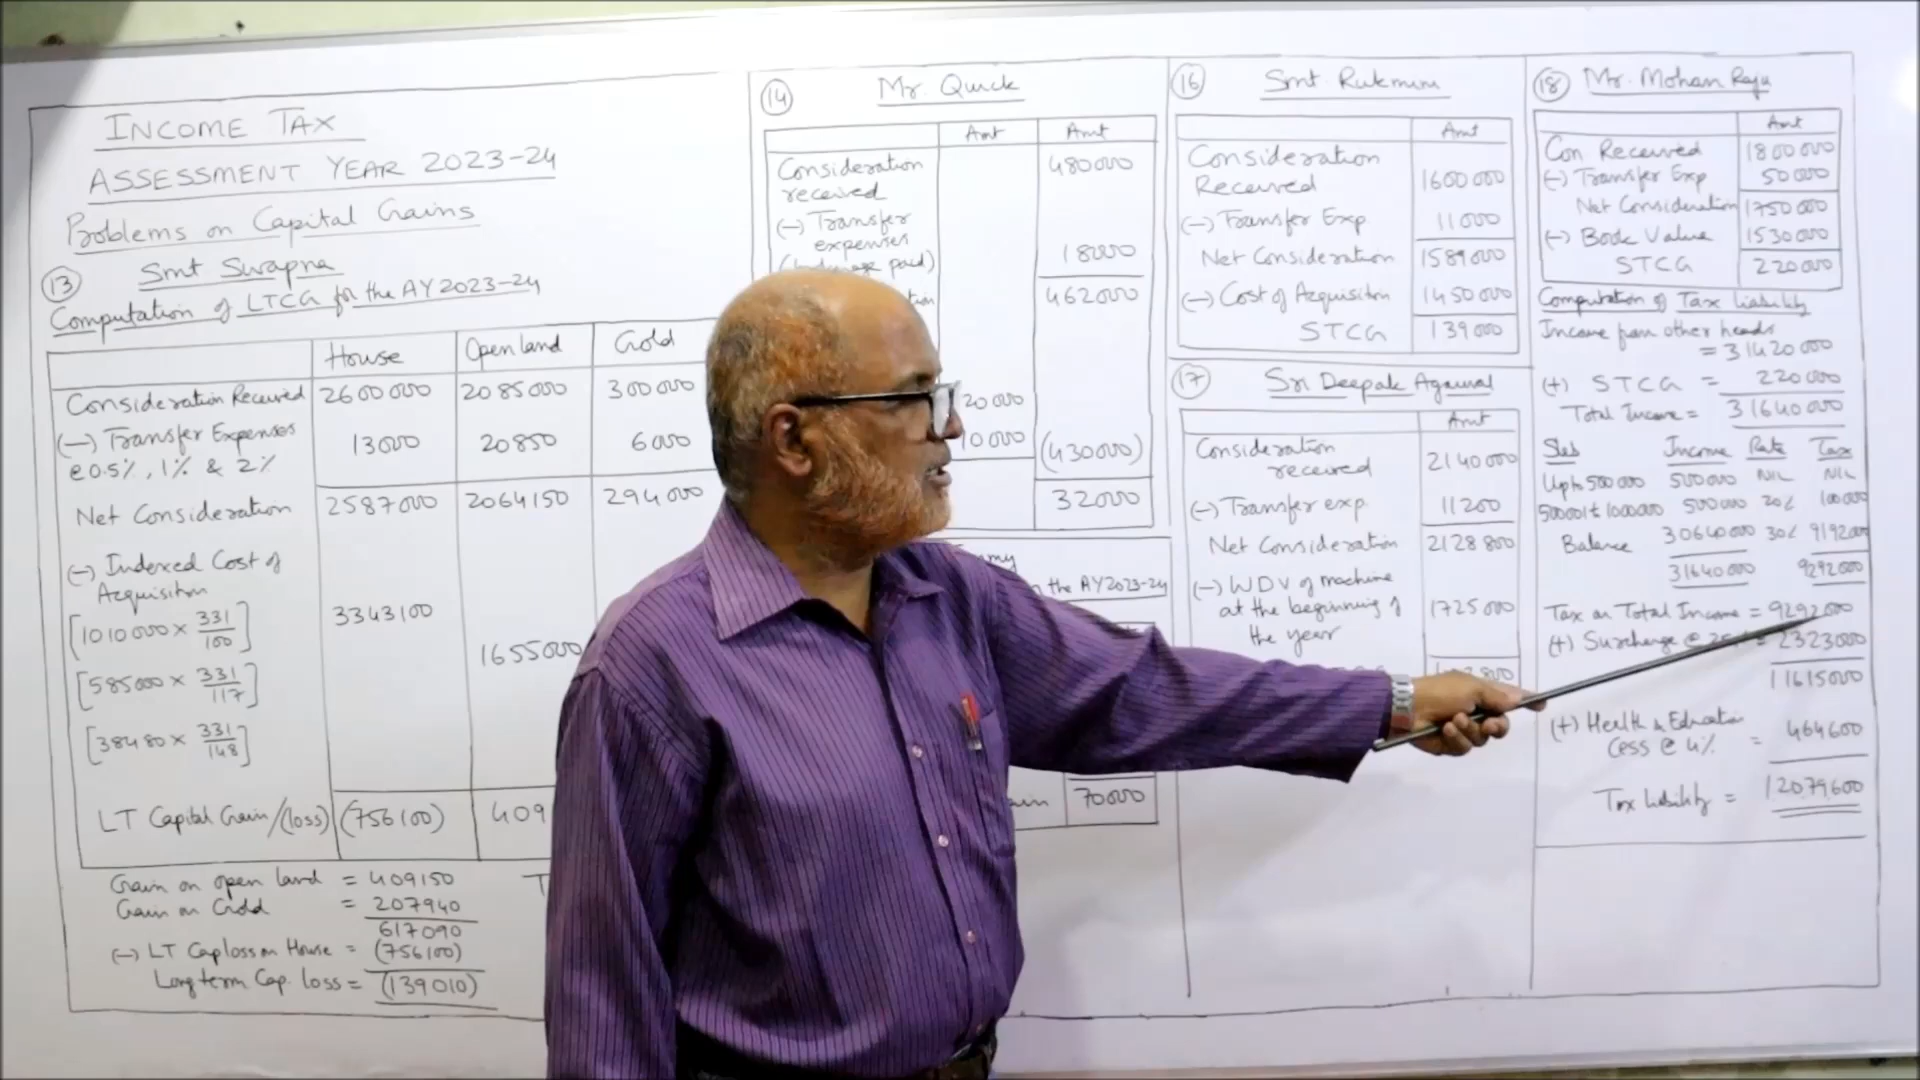 INCOME TAX
ASSESSMENT YEAR 2023-24
Problems on Capital Gains
13 Smt Swapna
Computation of LTCG for the AY 2023-24
House Open land Gold
Consideration Received 2600000 2085000 300000
(-) Transfer Expenses 13000 20850 6000
@ 0.5%, 1% & 2%
Net Consideration 2587000 2064150 294000
(-) Indexed Cost of
Acquisition
[1010000 × 331/100] 3343100
1655000
[585000 × 331/117]
[38480 × 331/148]
LT Capital Gain/(loss) (756100) 409
Gain on open land = 409150
Gain on Gold = 207940
617090
(-) LT Cap loss on House = (756100)
Long term Cap. loss = (139010)
14 Mr. Quick
Amt Amt
Consideration 480000
received
(-) Transfer
expenses 18000
paid)
462000
20000
10000 (430000)
32000
the AY 2023-24
70000
16 Smt Rukmini
Amt
Consideration
Received 1600000
(-) Transfer Exp 11000
Net Consideration 1589000
(-) Cost of Acquisition 1450000
STCG 139000
17 Sri Deepak Agarwal
Amt
Consideration
received 2140000
(-) Transfer exp. 11200
Net Consideration 2128800
(-) WDV of machine
at the beginning of 1725000
the year
18 Mr. Mohan Raju
Amt
Con Received 1800000
(-) Transfer Exp 50000
Net Consideration 1750000
(-) Book Value 1530000
STCG 220000
Computation of Tax liability
Income from other heads
= 31420000
(+) STCG = 220000
Total Income = 31640000
Slab Income Rate Tax
Upto 500000 500000 NIL NIL
500001 to 1000000 500000 20% 100000
Balance 30640000 30% 9192000
31640000 9292000
Tax on Total Income = 9292000
(+) Surcharge @ = 2323000
11615000
(+) Health & Education
Cess @ 4% = 464600
Tax liability = 12079600